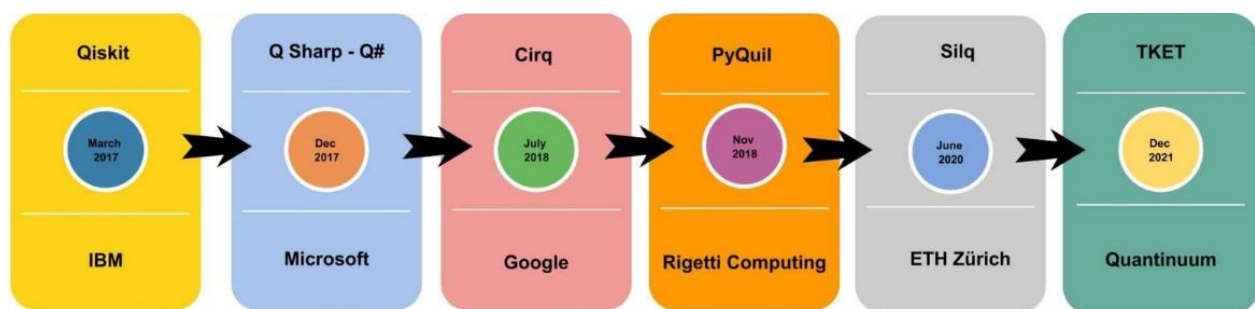 Qiskit
March
2017
IBM
Q Sharp - Q#
Dec
2017
Microsoft
Cirq
July
2018
Google
PyQuil
Nov
2018
Rigetti Computing
Silq
June
2020
ETH Zürich
TKET
Dec
2021
Quantinuum